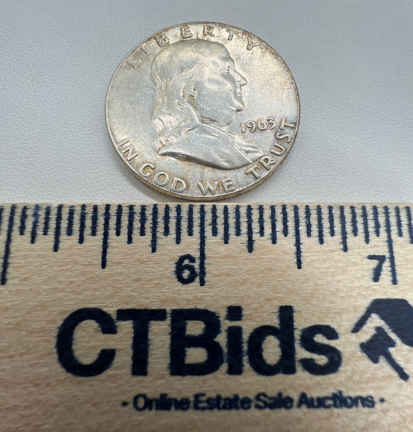 LIBERTY
1963
IN GOD WE TRUST
6 7
CTBids
- Online Estate Sale Auctions -